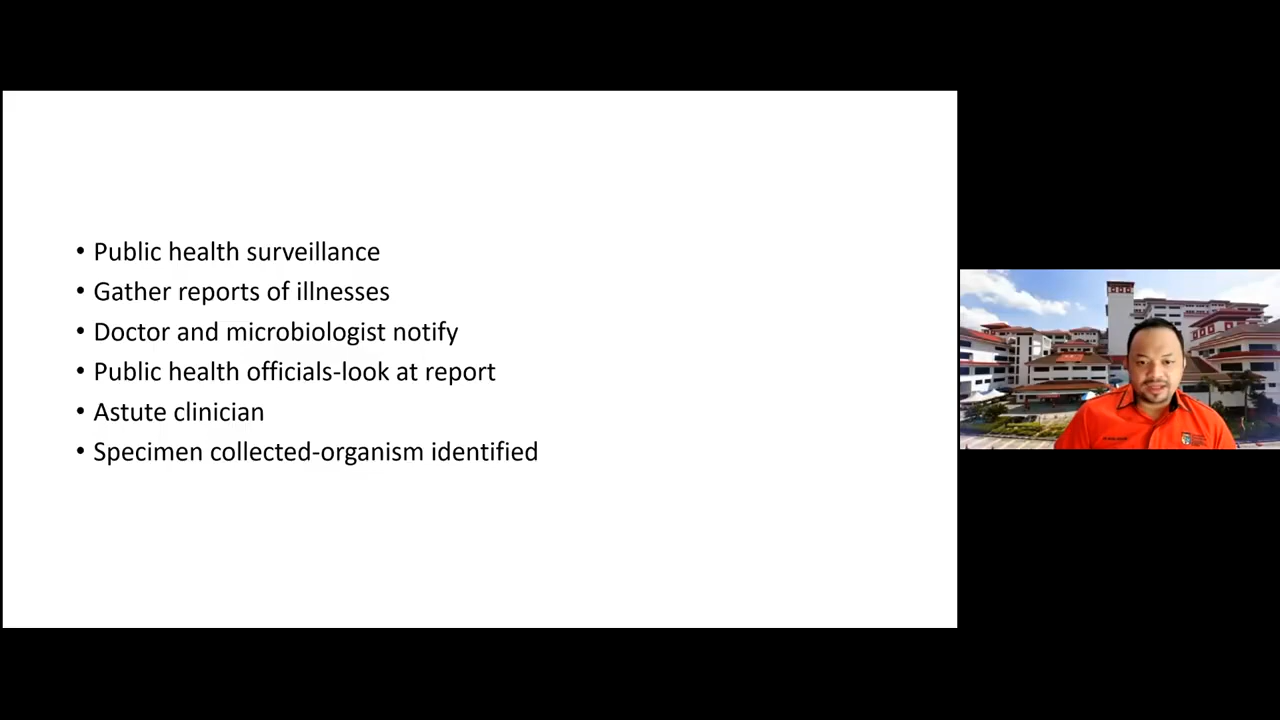 • Public health surveillance
• Gather reports of illnesses
• Doctor and microbiologist notify
• Public health officials-look at report
• Astute clinician
• Specimen collected-organism identified